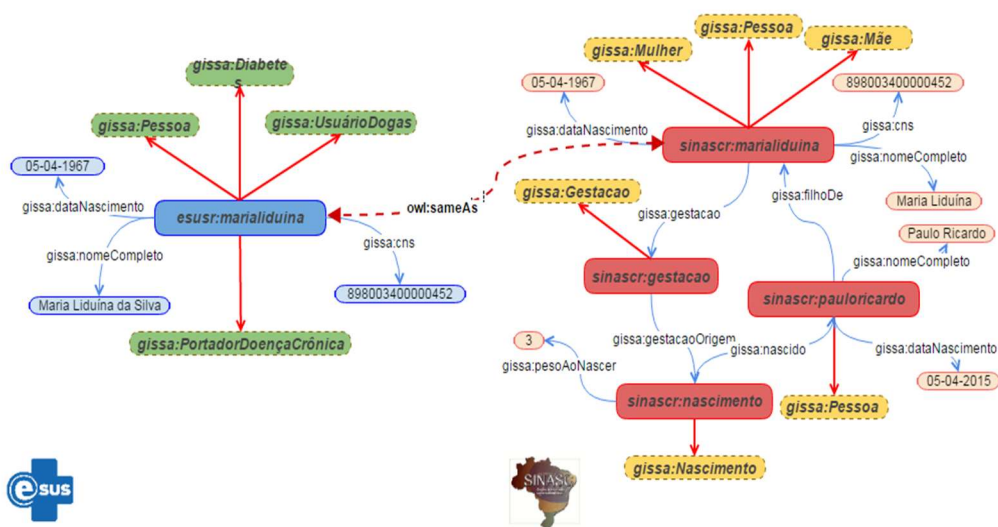 gissa:Diabete
s
gissa:Pessoa
gissa:UsuárioDogas
05-04-1967
gissa:dataNascimento
esusr:marialiduina
gissa:nomeCompleto
gissa:cns
Maria Liduína da Silva
898003400000452
gissa:PortadorDoençaCrônica
owl:sameAs
gissa:Pessoa
gissa:Mulher
gissa:Mãe
05-04-1967
898003400000452
gissa:dataNascimento
gissa:cns
sinascr:marialiduina
gissa:nomeCompleto
gissa:Gestacao
gissa:filhoDe
Maria Liduína
gissa:gestacao
Paulo Ricardo
gissa:nomeCompleto
sinascr:gestacao
sinascr:pauloricardo
gissa:gestacaoOrigem
3
gissa:nascido
gissa:dataNascimento
gissa:pesoAoNascer
05-04-2015
sinascr:nascimento
gissa:Pessoa
gissa:Nascimento
esus
SINASC